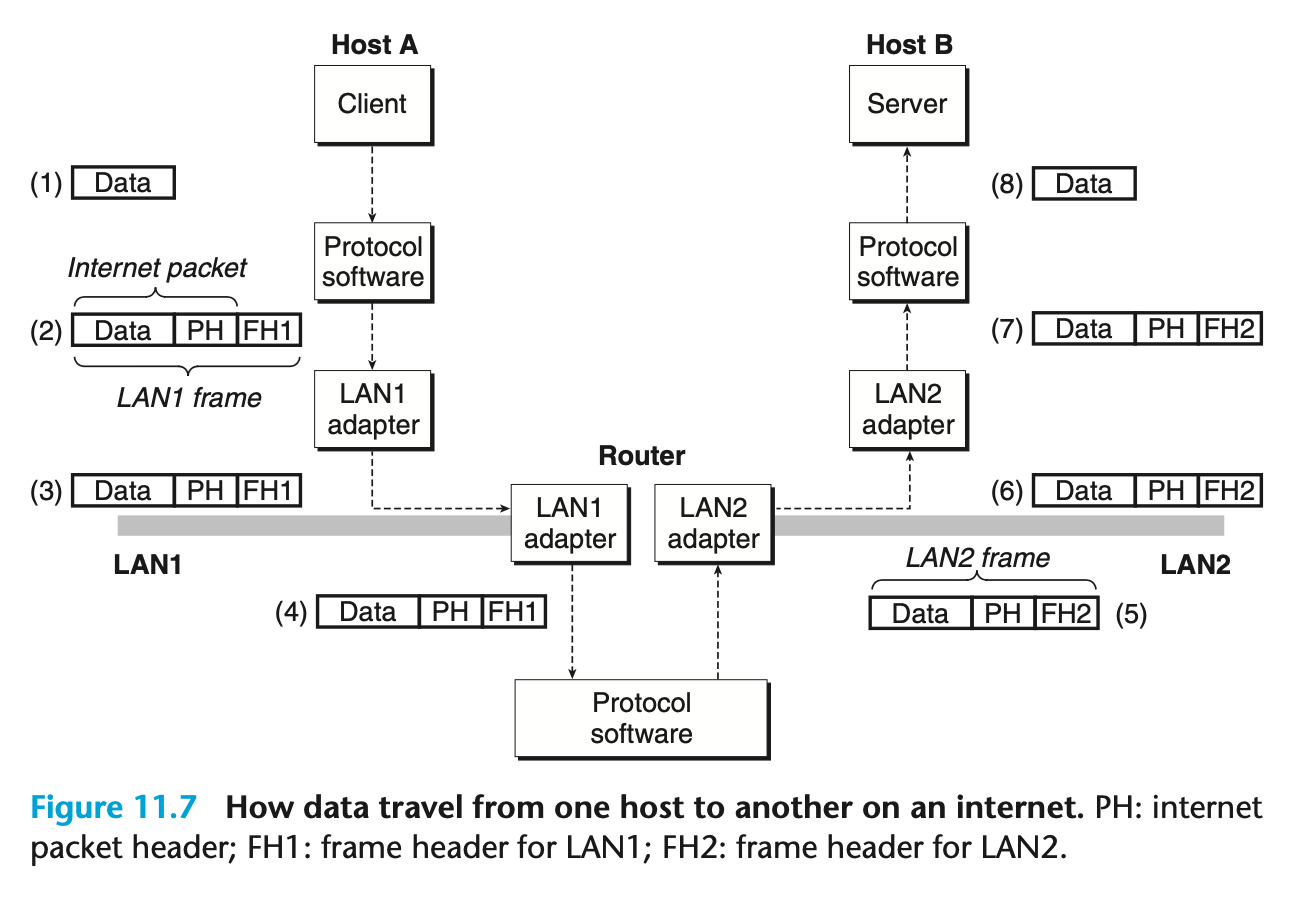 Host A
Host B
Client
Server
(1) Data
(8) Data
Protocol
software
Protocol
software
Internet packet
(2) Data PH FH1
LAN1 frame
(7) Data PH FH2
LAN1
adapter
LAN2
adapter
Router
(3) Data PH FH1
(6) Data PH FH2
LAN1
adapter
LAN2
adapter
LAN1
LAN2 frame
LAN2
(4) Data PH FH1
Data PH FH2 (5)
Protocol
software
Figure 11.7 How data travel from one host to another on an internet. PH: internet
packet header; FH1: frame header for LAN1; FH2: frame header for LAN2.